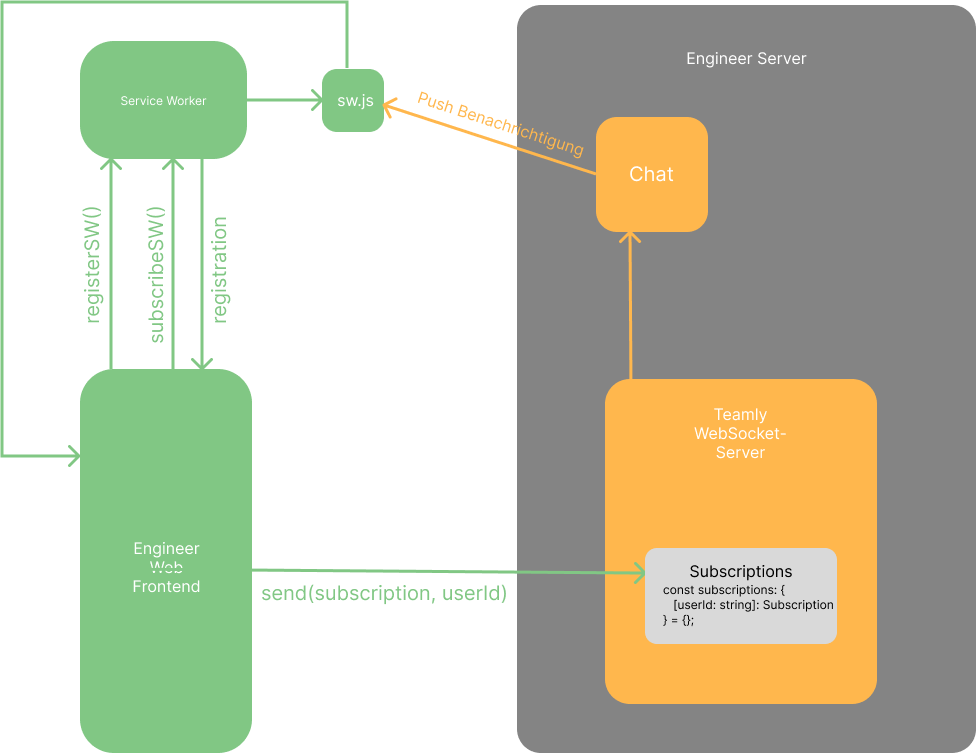 Engineer Server
Service Worker
sw.js
Push Benachrichtigung
Chat
registerSW()
subscribeSW()
registration
Teamly
WebSocket-
Server
Engineer
Web
Frontend
send(subscription, userId)
Subscriptions
const subscriptions: {
[userId: string]: Subscription
} = {};